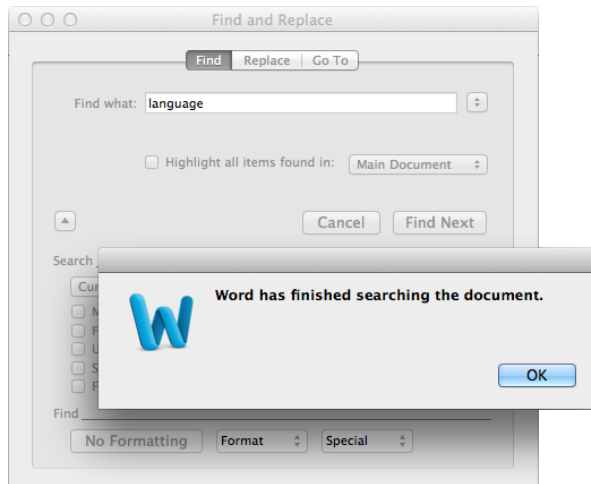 Find and Replace
Find Replace Go To
Find what: language
Highlight all items found in: Main Document
Cancel Find Next
Search
Word has finished searching the document.
OK
Find
No Formatting Format Special